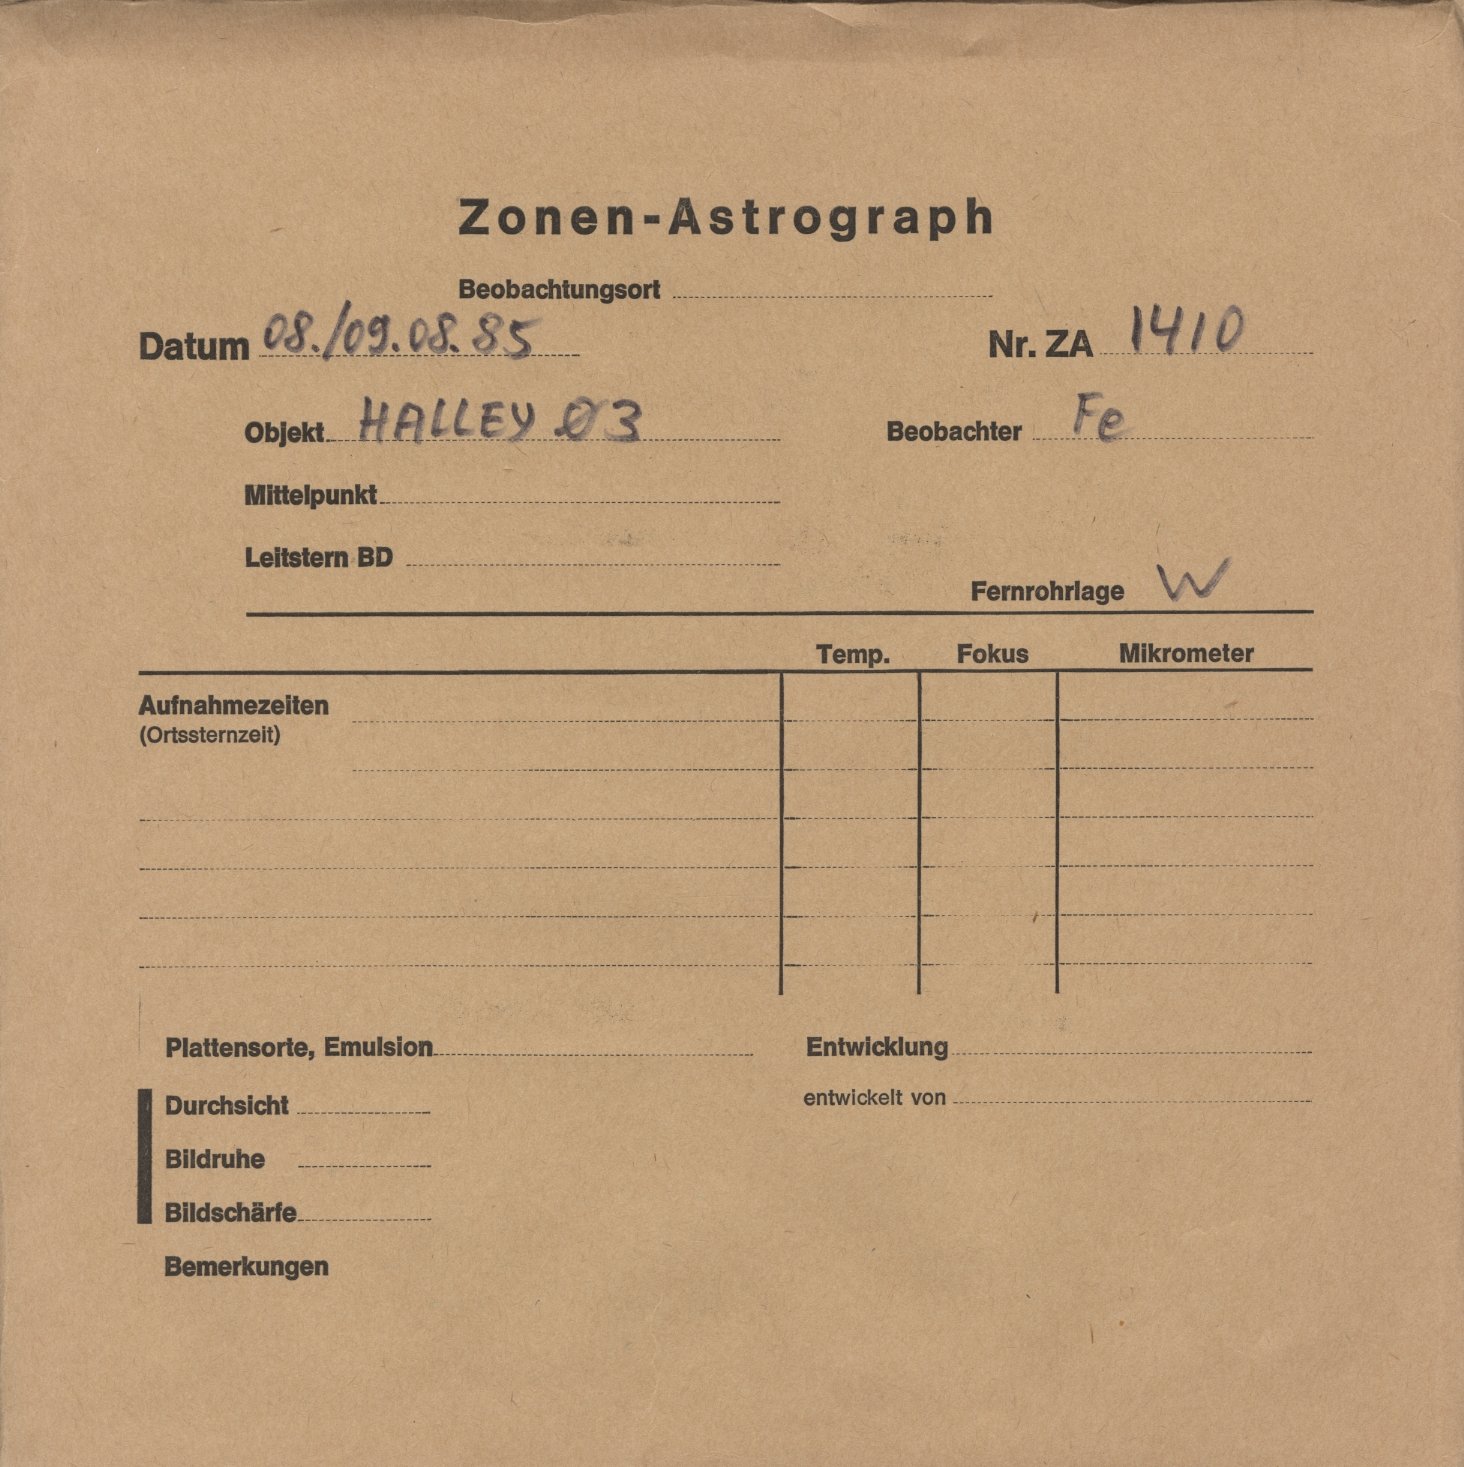 Zonen-Astrograph
Beobachtungsort
Datum 08./09.08.85 Nr. ZA 1410
Objekt HALLEY Ø3 Beobachter Fe
Mittelpunkt
Leitstern BD
Fernrohrlage W
Temp. Fokus Mikrometer
Aufnahmezeiten
(Ortssternzeit)
Plattensorte, Emulsion Entwicklung
Durchsicht entwickelt von
Bildruhe
Bildschärfe
Bemerkungen